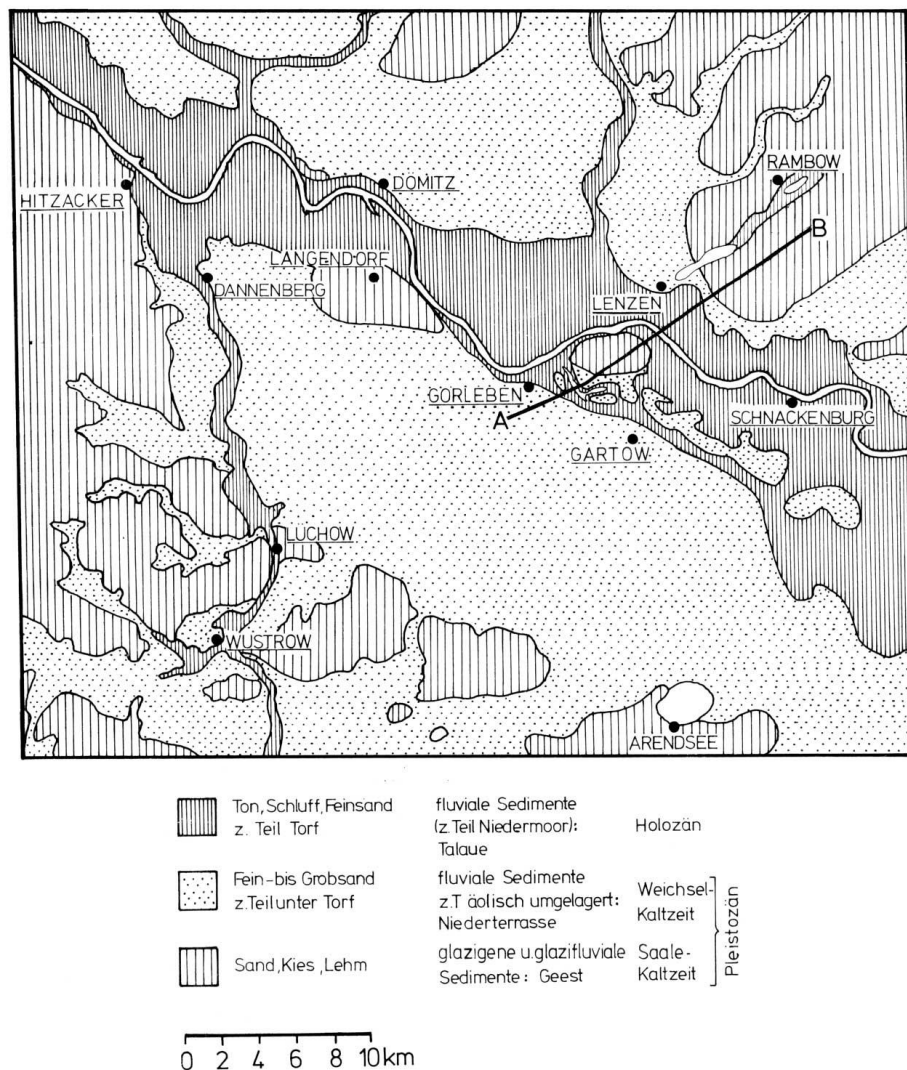 RAMBOW
DÖMITZ
HITZACKER
B
LANGENDORF
DANNENBERG
LENZEN
GORLEBEN
SCHNACKENBURG
A
GARTOW
LUCHOW
WUSTROW
ARENDSEE
Ton, Schluff, Feinsand fluviale Sedimente
z. Teil Torf (z. Teil Niedermoor): Holozän
Talaue
Fein-bis Grobsand fluviale Sedimente Weichsel-
z. Teil unter Torf z.T äolisch umgelagert: Kaltzeit
Niederterrasse
Sand, Kies, Lehm glazigene u. glazifluviale Saale-
Sedimente: Geest Kaltzeit
Pleistozän
0 2 4 6 8 10 km